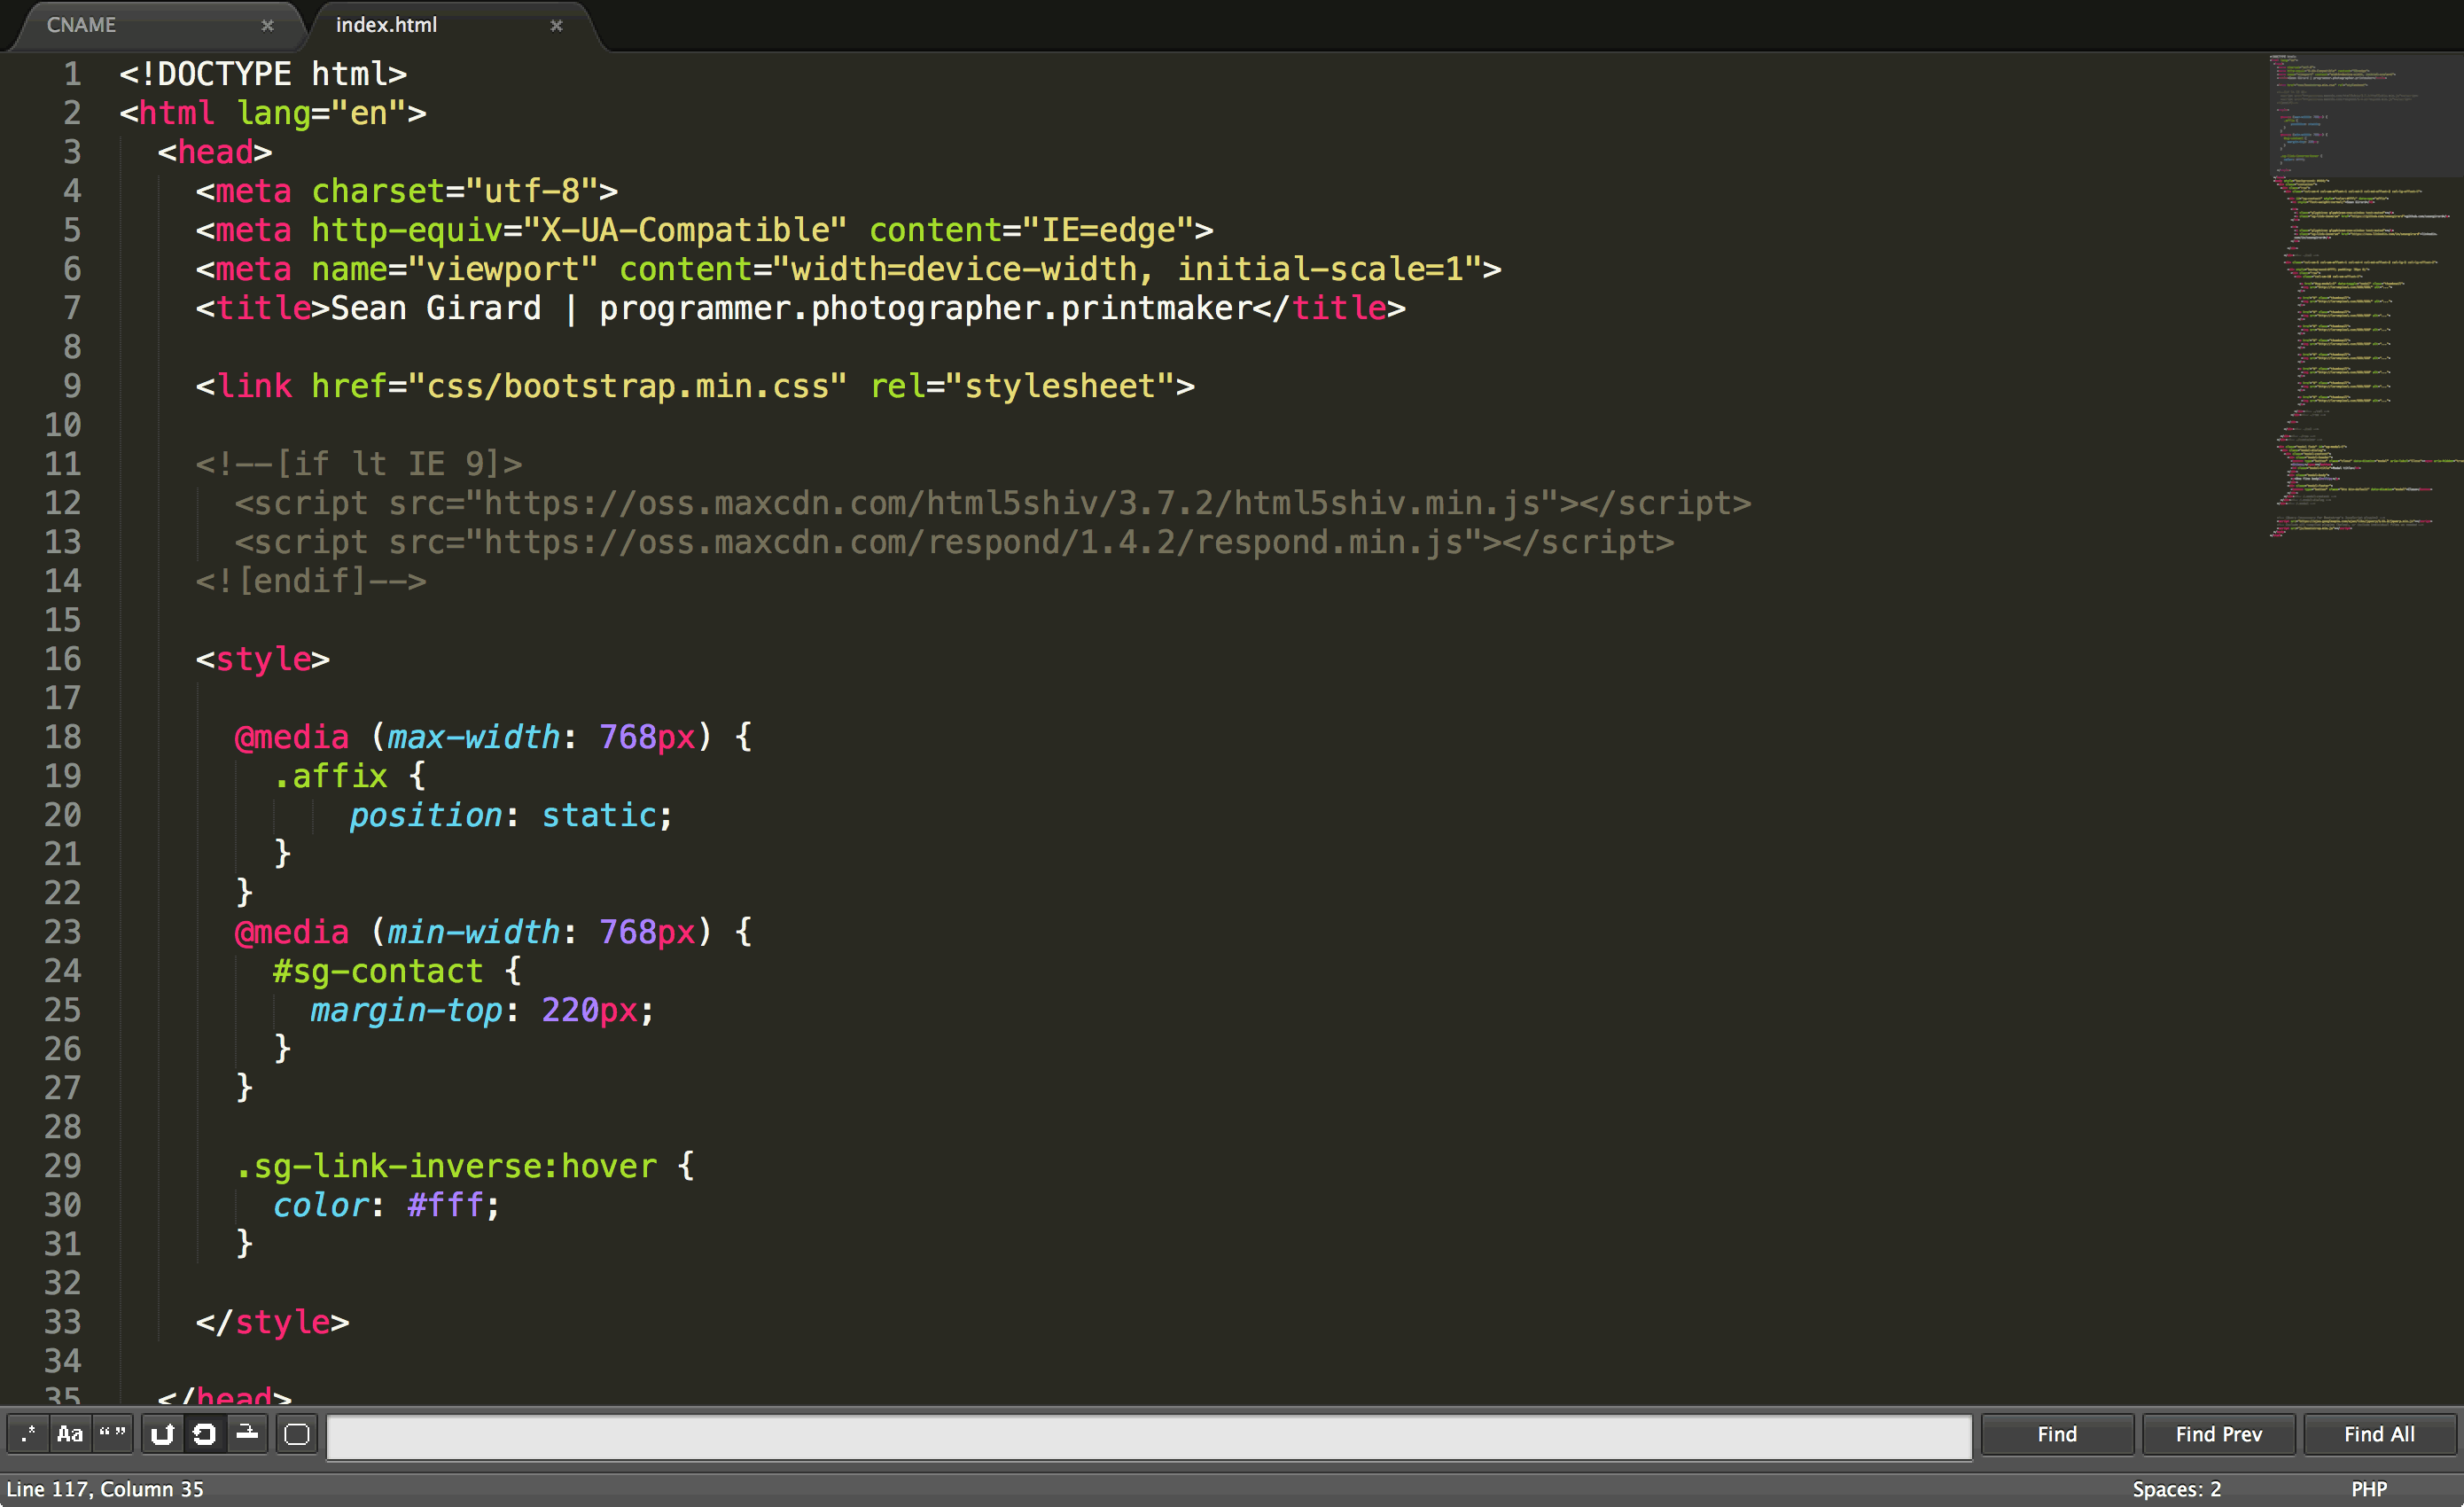 CNAME × index.html ×
1 <!DOCTYPE html>
2 <html lang="en">
3 <head>
4 <meta charset="utf-8">
5 <meta http-equiv="X-UA-Compatible" content="IE=edge">
6 <meta name="viewport" content="width=device-width, initial-scale=1">
7 <title>Sean Girard | programmer.photographer.printmaker</title>
8
9 <link href="css/bootstrap.min.css" rel="stylesheet">
10
11 <!--[if lt IE 9]>
12 <script src="https://oss.maxcdn.com/html5shiv/3.7.2/html5shiv.min.js"></script>
13 <script src="https://oss.maxcdn.com/respond/1.4.2/respond.min.js"></script>
14 <![endif]-->
15
16 <style>
17
18 @media (max-width: 768px) {
19 .affix {
20 position: static;
21 }
22 }
23 @media (min-width: 768px) {
24 #sg-contact {
25 margin-top: 220px;
26 }
27 }
28
29 .sg-link-inverse:hover {
30 color: #fff;
31 }
32
33 </style>
34
35 </head>
.* Aa “ ” Find Find Prev Find All
Line 117, Column 35 Spaces: 2 PHP